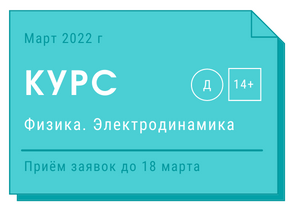 Март 2022 г
КУРС
Д
14+
Физика. Электродинамика
Приём заявок до 18 марта